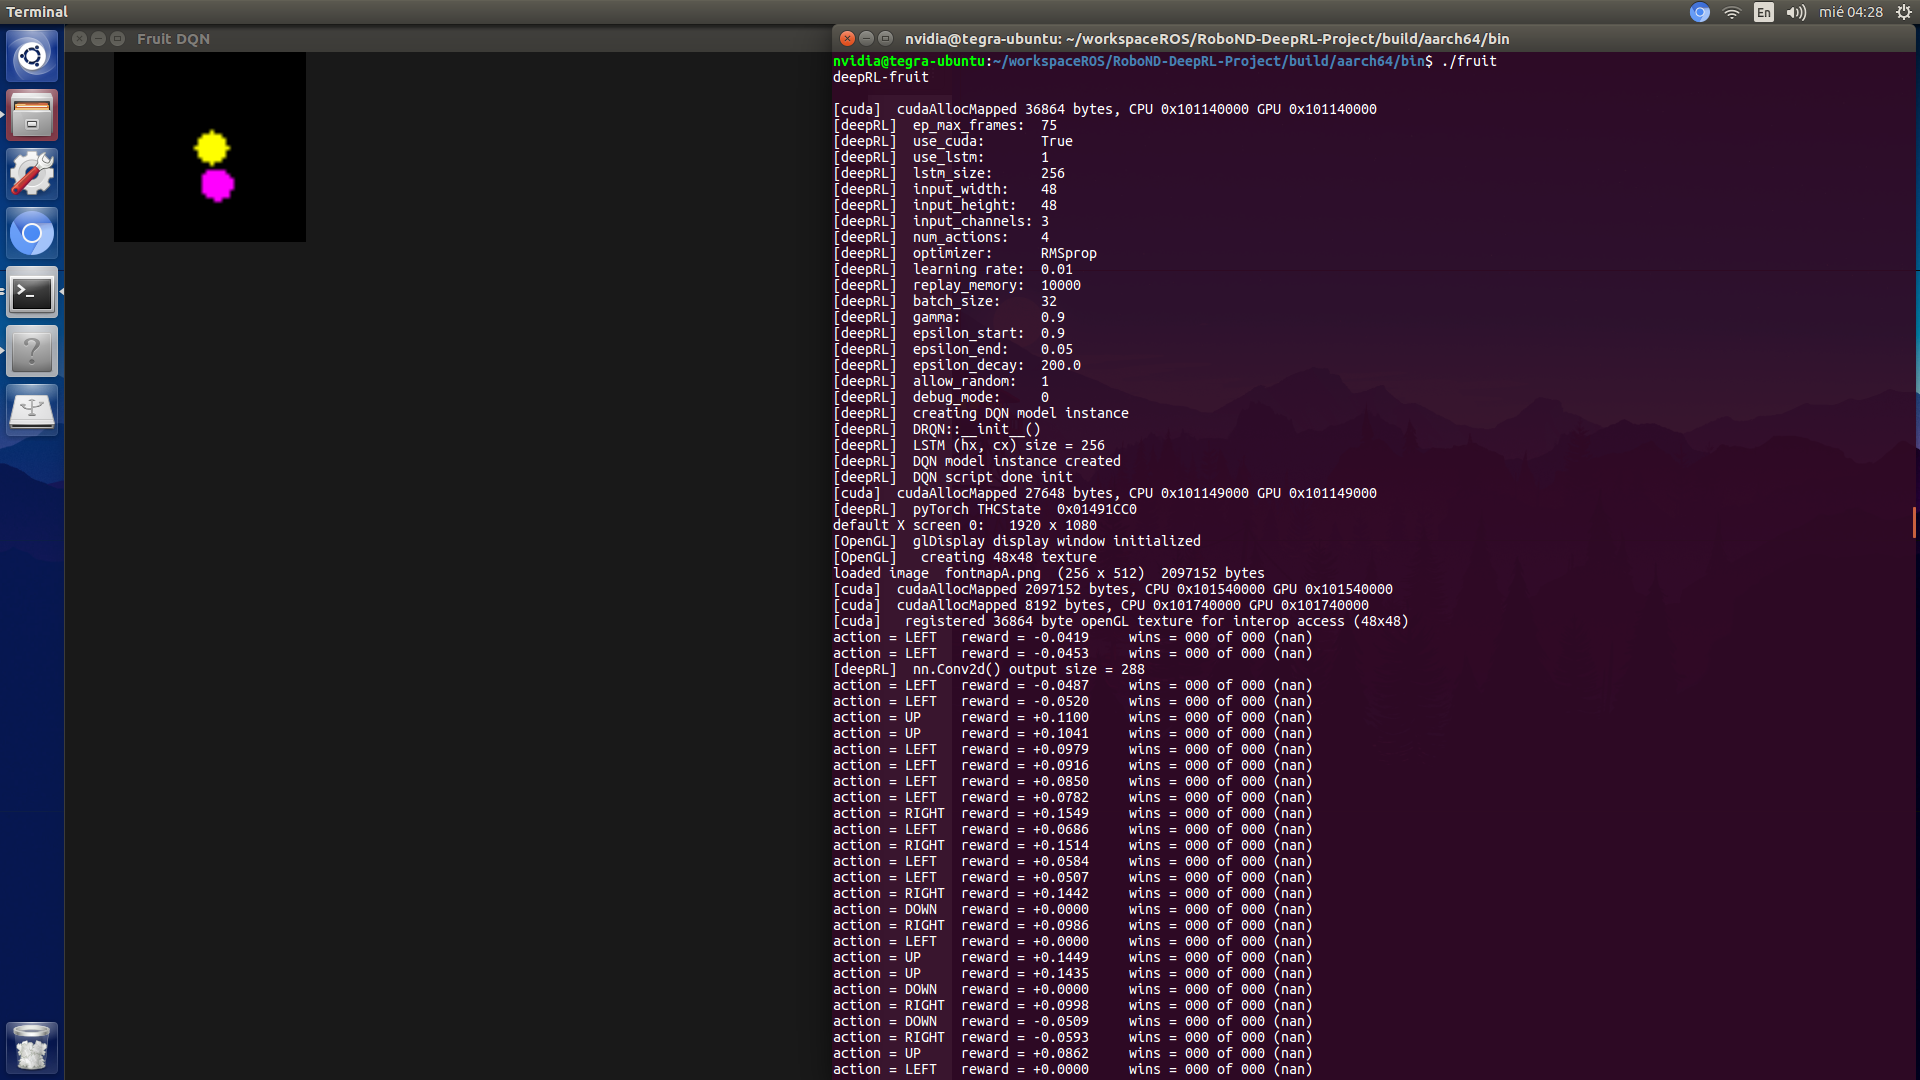 Terminal
En
mié 04:28
Fruit DQN
nvidia@tegra-ubuntu: ~/workspaceROS/RoboND-DeepRL-Project/build/aarch64/bin
nvidia@tegra-ubuntu:~/workspaceROS/RoboND-DeepRL-Project/build/aarch64/bin$ ./fruit
deepRL-fruit
[cuda]  cudaAllocMapped 36864 bytes, CPU 0x101140000 GPU 0x101140000
[deepRL]  ep_max_frames:  75
[deepRL]  use_cuda:       True
[deepRL]  use_lstm:       1
[deepRL]  lstm_size:      256
[deepRL]  input_width:    48
[deepRL]  input_height:   48
[deepRL]  input_channels: 3
[deepRL]  num_actions:    4
[deepRL]  optimizer:      RMSprop
[deepRL]  learning rate:  0.01
[deepRL]  replay_memory:  10000
[deepRL]  batch_size:     32
[deepRL]  gamma:          0.9
[deepRL]  epsilon_start:  0.9
[deepRL]  epsilon_end:    0.05
[deepRL]  epsilon_decay:  200.0
[deepRL]  allow_random:   1
[deepRL]  debug_mode:     0
[deepRL]  creating DQN model instance
[deepRL]  DRQN::__init__()
[deepRL]  LSTM (hx, cx) size = 256
[deepRL]  DQN model instance created
[deepRL]  DQN script done init
[cuda]  cudaAllocMapped 27648 bytes, CPU 0x101149000 GPU 0x101149000
[deepRL]  pyTorch THCState  0x01491CC0
default X screen 0:   1920 x 1080
[OpenGL]  glDisplay display window initialized
[OpenGL]   creating 48x48 texture
loaded image  fontmapA.png  (256 x 512)  2097152 bytes
[cuda]  cudaAllocMapped 2097152 bytes, CPU 0x101540000 GPU 0x101540000
[cuda]  cudaAllocMapped 8192 bytes, CPU 0x101740000 GPU 0x101740000
[cuda]   registered 36864 byte openGL texture for interop access (48x48)
action = LEFT   reward = -0.0419     wins = 000 of 000 (nan)
action = LEFT   reward = -0.0453     wins = 000 of 000 (nan)
[deepRL]  nn.Conv2d() output size = 288
action = LEFT   reward = -0.0487     wins = 000 of 000 (nan)
action = LEFT   reward = -0.0520     wins = 000 of 000 (nan)
action = UP     reward = +0.1100     wins = 000 of 000 (nan)
action = UP     reward = +0.1041     wins = 000 of 000 (nan)
action = LEFT   reward = +0.0979     wins = 000 of 000 (nan)
action = LEFT   reward = +0.0916     wins = 000 of 000 (nan)
action = LEFT   reward = +0.0850     wins = 000 of 000 (nan)
action = LEFT   reward = +0.0782     wins = 000 of 000 (nan)
action = RIGHT  reward = +0.1549     wins = 000 of 000 (nan)
action = LEFT   reward = +0.0686     wins = 000 of 000 (nan)
action = RIGHT  reward = +0.1514     wins = 000 of 000 (nan)
action = LEFT   reward = +0.0584     wins = 000 of 000 (nan)
action = LEFT   reward = +0.0507     wins = 000 of 000 (nan)
action = RIGHT  reward = +0.1442     wins = 000 of 000 (nan)
action = DOWN   reward = +0.0000     wins = 000 of 000 (nan)
action = RIGHT  reward = +0.0986     wins = 000 of 000 (nan)
action = LEFT   reward = +0.0000     wins = 000 of 000 (nan)
action = UP     reward = +0.1449     wins = 000 of 000 (nan)
action = UP     reward = +0.1435     wins = 000 of 000 (nan)
action = DOWN   reward = +0.0000     wins = 000 of 000 (nan)
action = RIGHT  reward = +0.0998     wins = 000 of 000 (nan)
action = DOWN   reward = -0.0509     wins = 000 of 000 (nan)
action = RIGHT  reward = -0.0593     wins = 000 of 000 (nan)
action = UP     reward = +0.0862     wins = 000 of 000 (nan)
action = LEFT   reward = +0.0000     wins = 000 of 000 (nan)